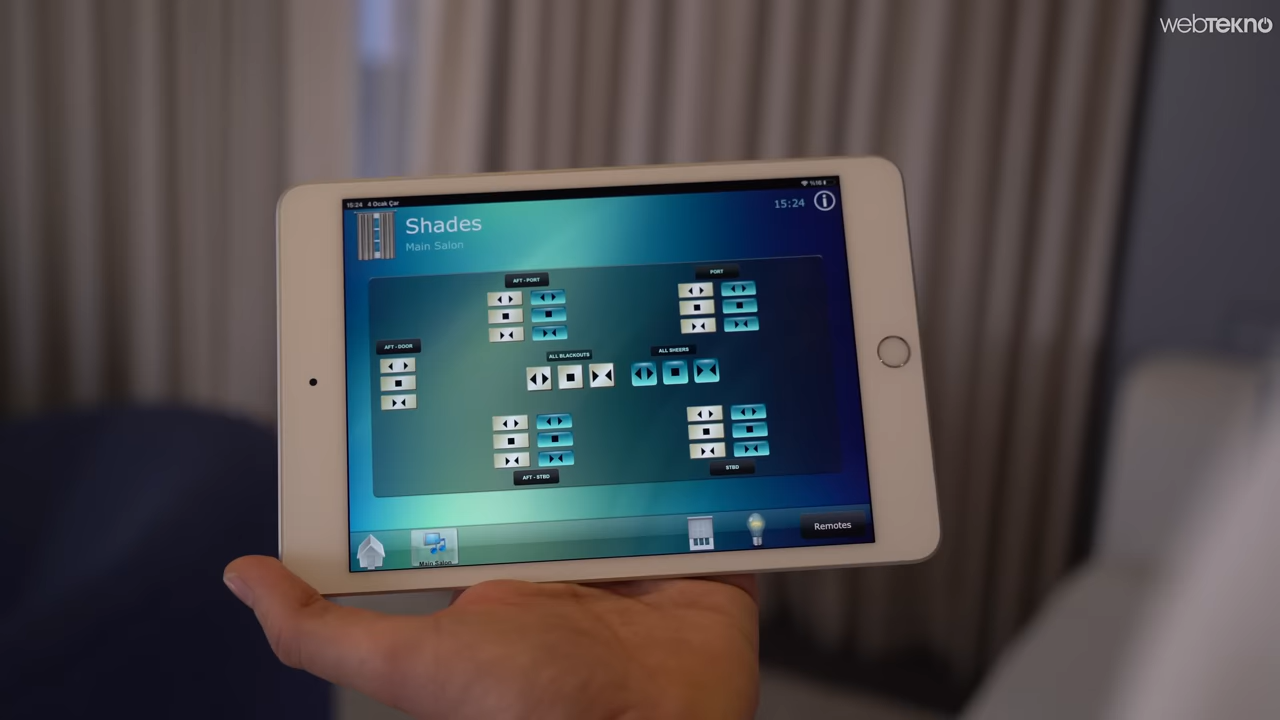 webtekno
15:24 4 Ocak Çar
%16
Shades
Main Salon
15:24
AFT - PORT
PORT
AFT - DOOR
ALL BLACKOUTS
ALL SHEERS
AFT - STBD
STBD
Main Salon
Remotes